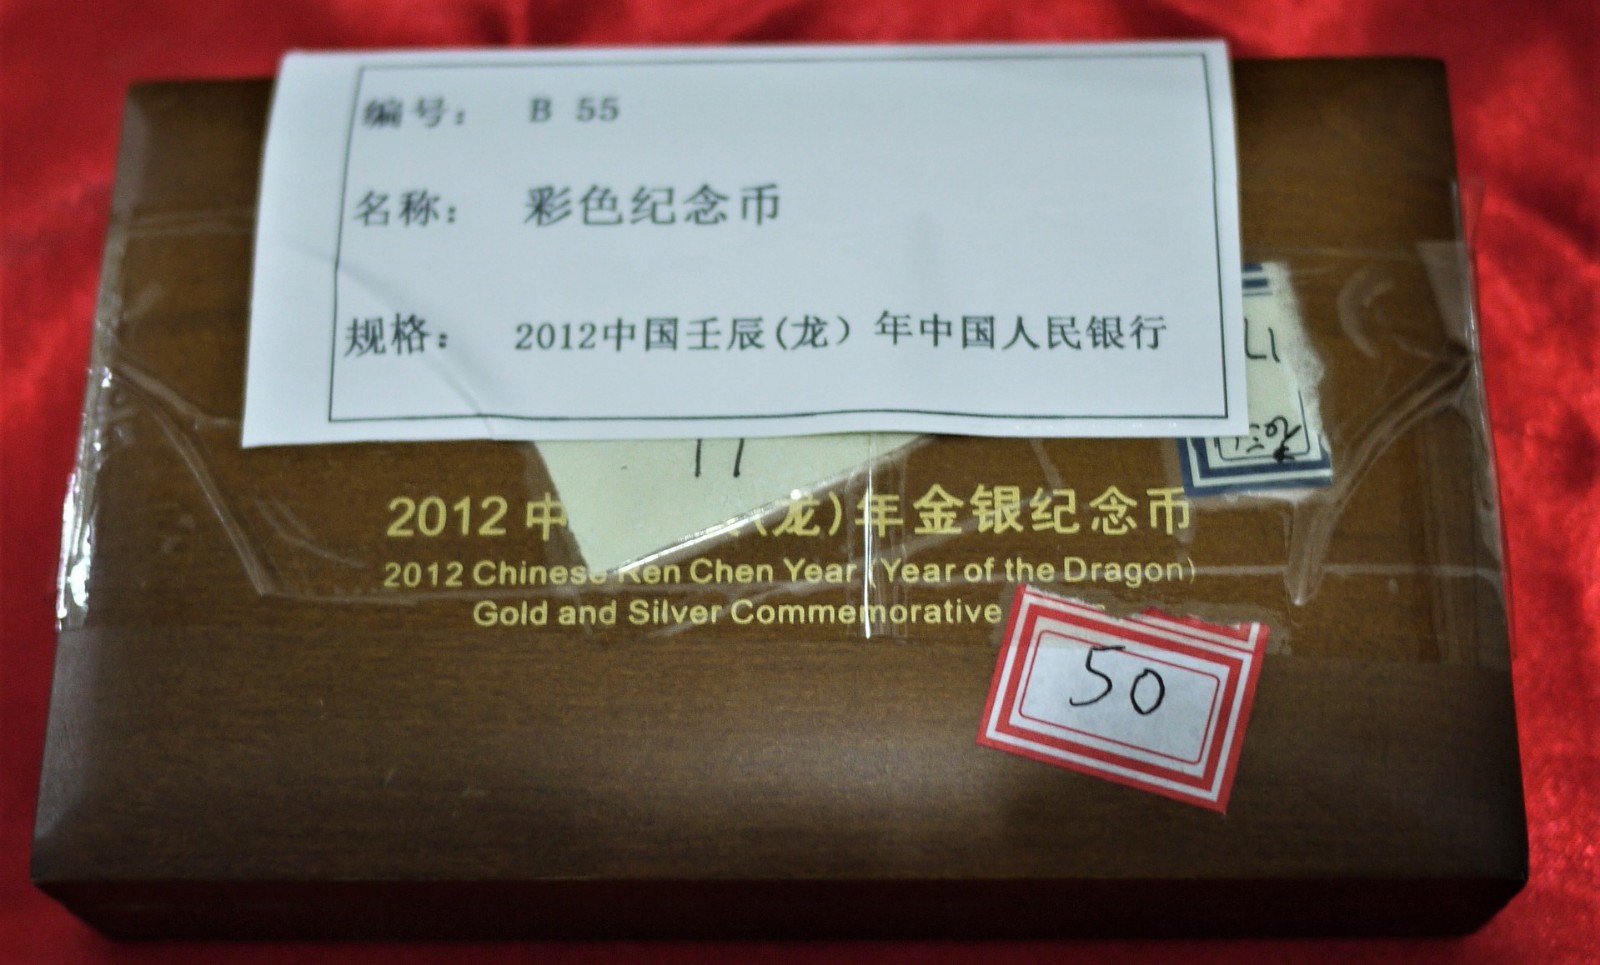 编号： B 55
名称： 彩色纪念币
规格： 2012中国壬辰(龙）年中国人民银行
11
2012 中 (龙) 年金银纪念币
2012 Chinese Ren Chen Year (Year of the Dragon)
Gold and Silver Commemorative
50